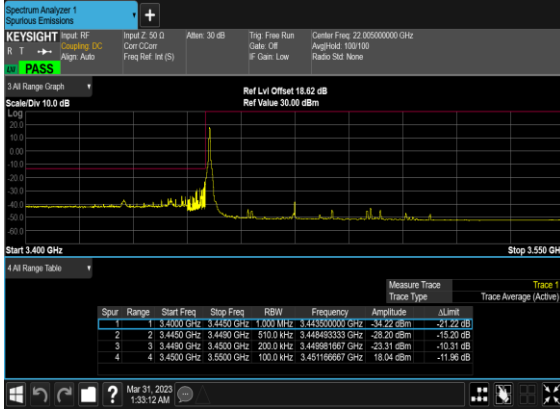 Spectrum Analyzer 1
Spurious Emissions
+
KEYSIGHT Input: RF Input Z: 50 Ω Atten: 30 dB Trig: Free Run Center Freq: 22.005000000 GHz
R T Coupling: DC Corr CCorr Gate: Off Avg|Hold: 100/100
Align: Auto Freq Ref: Int (S) IF Gain: Low Radio Std: None
PASS
3 All Range Graph
Ref Lvl Offset 18.62 dB
Scale/Div 10.0 dB Ref Value 30.00 dBm
Log
20.0
10.0
0.00
-10.0
-20.0
-30.0
-40.0
-50.0
-60.0
Start 3.400 GHz Stop 3.550 GH
4 All Range Table
Measure Trace Trace 1
Trace Type Trace Average (Active)
Spur Range Start Freq Stop Freq RBW Frequency Amplitude ΔLimit
1 1 3.4000 GHz 3.4450 GHz 1.000 MHz 3.443500000 GHz -34.22 dBm -21.22 dB
2 2 3.4450 GHz 3.4490 GHz 510.0 kHz 3.448493333 GHz -28.20 dBm -15.20 dB
3 3 3.4490 GHz 3.4500 GHz 200.0 kHz 3.449981667 GHz -23.31 dBm -10.31 dB
4 4 3.4500 GHz 3.5500 GHz 100.0 kHz 3.451166667 GHz 18.04 dBm -11.96 dB
?
Mar 31, 2023
1:33:12 AM